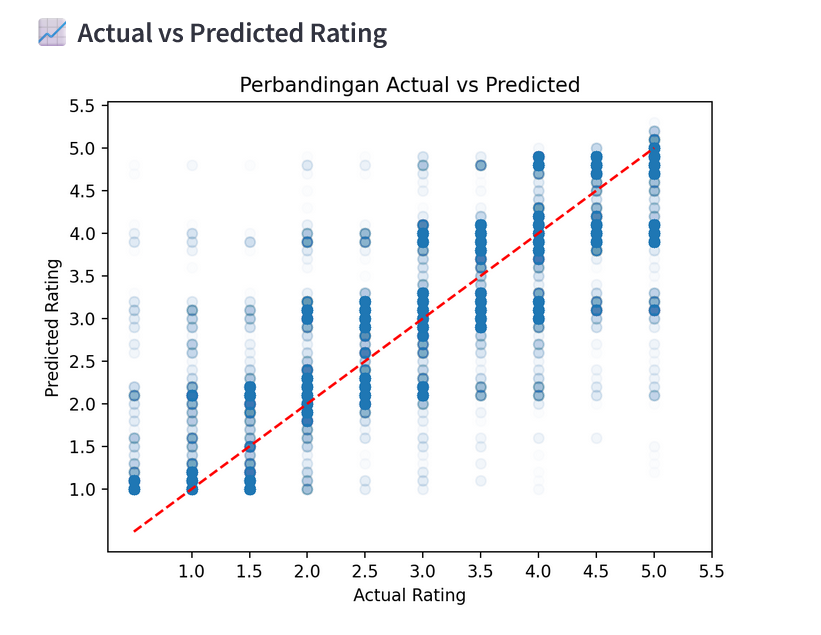 Actual vs Predicted Rating
Perbandingan Actual vs Predicted
5.5
5.0
4.5
4.0
3.5
3.0
2.5
2.0
1.5
1.0
Predicted Rating
1.0 1.5 2.0 2.5 3.0 3.5 4.0 4.5 5.0 5.5
Actual Rating